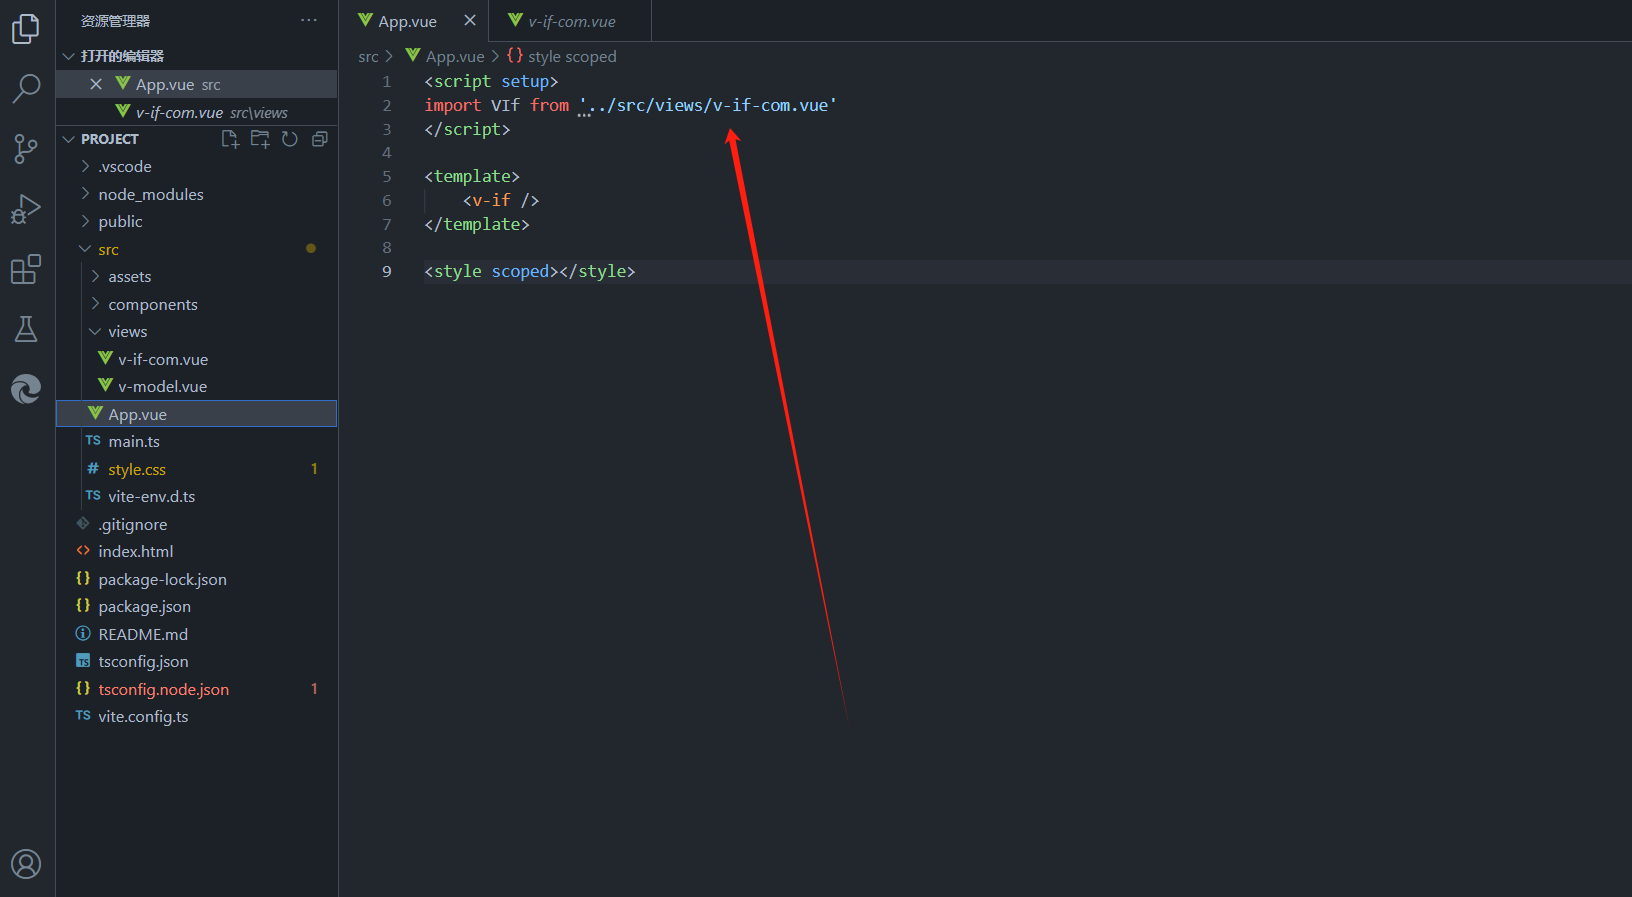 资源管理器 ···
打开的编辑器
App.vue src
v-if-com.vue src\views
PROJECT
.vscode
node_modules
public
src
assets
components
views
v-if-com.vue
v-model.vue
App.vue
TS main.ts
# style.css 1
TS vite-env.d.ts
.gitignore
<> index.html
{} package-lock.json
{} package.json
README.md
TS tsconfig.json
{} tsconfig.node.json 1
TS vite.config.ts
App.vue v-if-com.vue
src > App.vue > {} style scoped
1 <script setup>
2 import VIf from '../src/views/v-if-com.vue'
3 </script>
4
5 <template>
6 <v-if />
7 </template>
8
9 <style scoped></style>